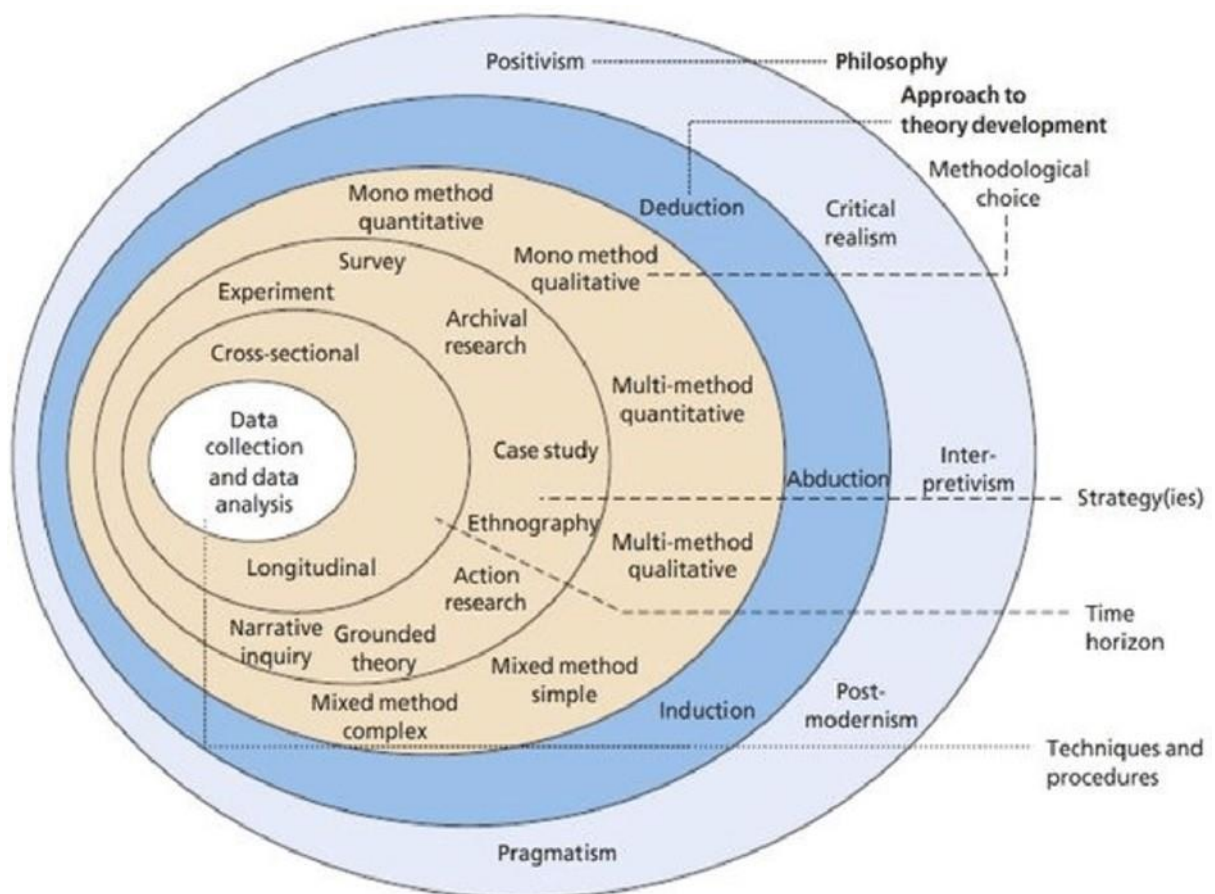 Positivism
Philosophy
Approach to
theory development
Methodological
choice
Mono method
quantitative
Deduction
Critical
realism
Survey
Mono method
qualitative
Experiment
Archival
research
Cross-sectional
Multi-method
quantitative
Data
collection
and data
analysis
Case study
Abduction
Inter-
pretivism
Strategy(ies)
Ethnography
Multi-method
qualitative
Longitudinal
Action
research
Time
horizon
Narrative
inquiry
Grounded
theory
Mixed method
simple
Mixed method
complex
Induction
Post-
modernism
Techniques and
procedures
Pragmatism